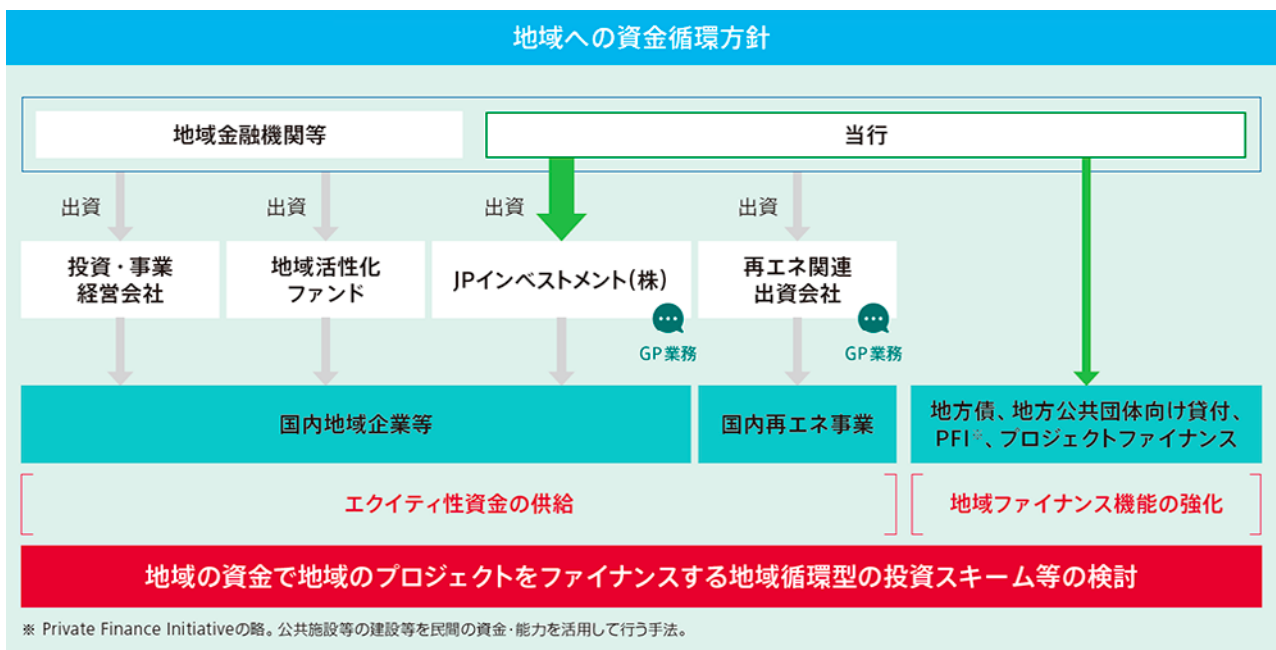 地域への資金循環方針
地域金融機関等
当行
出資
出資
出資
出資
投資・事業
経営会社
地域活性化
ファンド
JPインベストメント(株)
再エネ関連
出資会社
GP業務
GP業務
国内地域企業等
国内再エネ事業
地方債、地方公共団体向け貸付、
PFI※、プロジェクトファイナンス
エクイティ性資金の供給
地域ファイナンス機能の強化
地域の資金で地域のプロジェクトをファイナンスする地域循環型の投資スキーム等の検討
※ Private Finance Initiativeの略。公共施設等の建設等を民間の資金・能力を活用して行う手法。